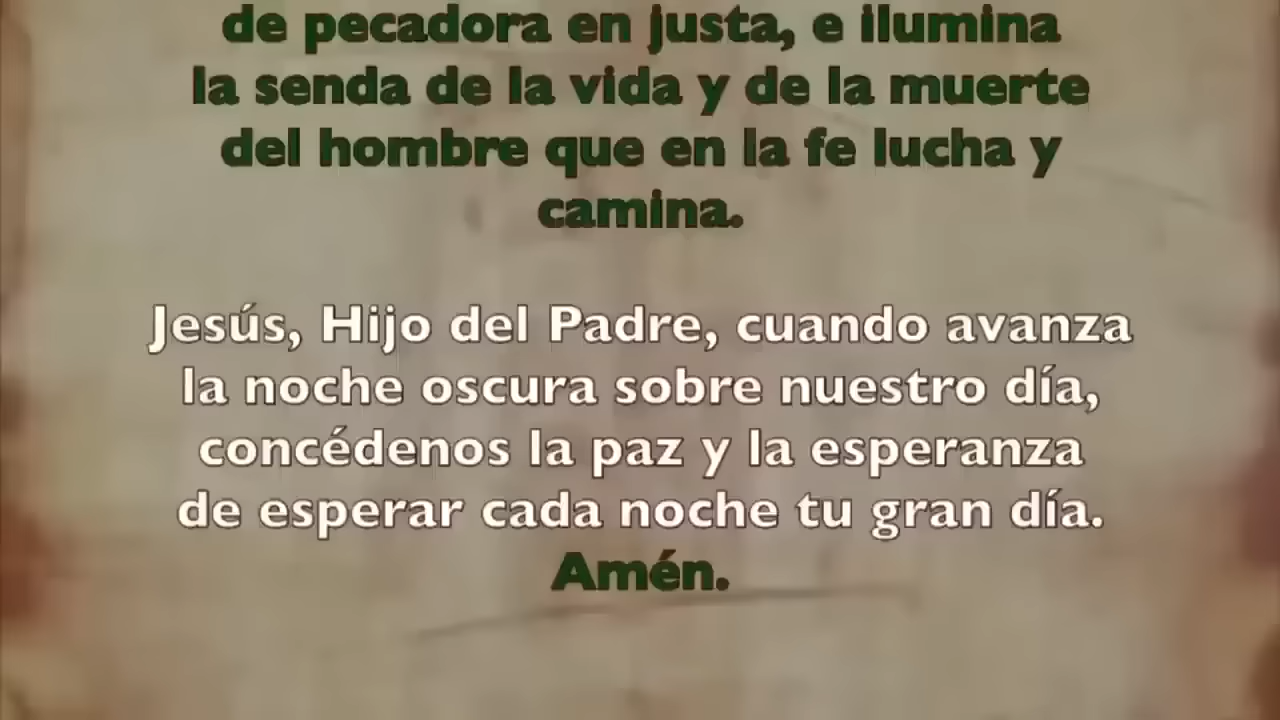 de pecadora en justa, e ilumina
la senda de la vida y de la muerte
del hombre que en la fe lucha y
camina.
Jesús, Hijo del Padre, cuando avanza
la noche oscura sobre nuestro día,
concédenos la paz y la esperanza
de esperar cada noche tu gran día.
Amén.